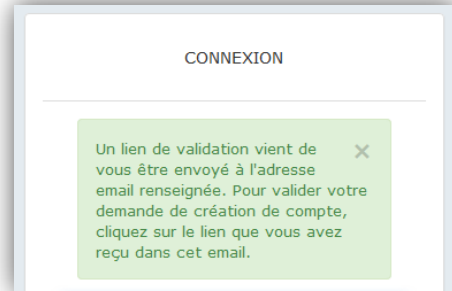 CONNEXION
Un lien de validation vient de
vous être envoyé à l'adresse
email renseignée. Pour valider votre
demande de création de compte,
cliquez sur le lien que vous avez
reçu dans cet email.
×